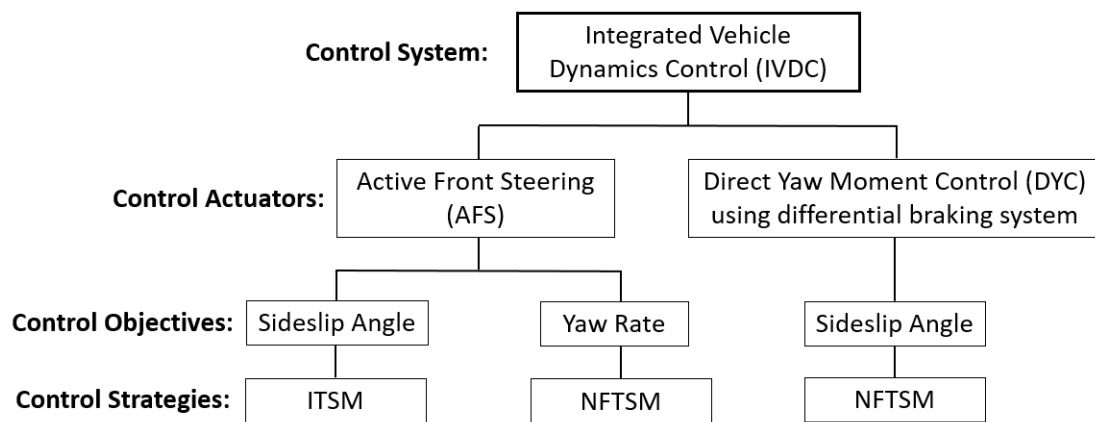 Control System:
Integrated Vehicle
Dynamics Control (IVDC)
Control Actuators:
Active Front Steering
(AFS)
Direct Yaw Moment Control (DYC)
using differential braking system
Control Objectives:
Sideslip Angle
Yaw Rate
Sideslip Angle
Control Strategies:
ITSM
NFTSM
NFTSM